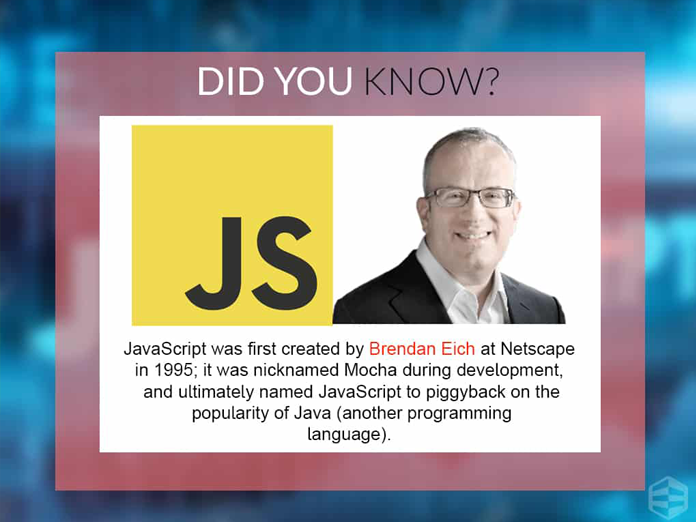 DID YOU KNOW?
JS
JavaScript was first created by Brendan Eich at Netscape
in 1995; it was nicknamed Mocha during development,
and ultimately named JavaScript to piggyback on the
popularity of Java (another programming
language).